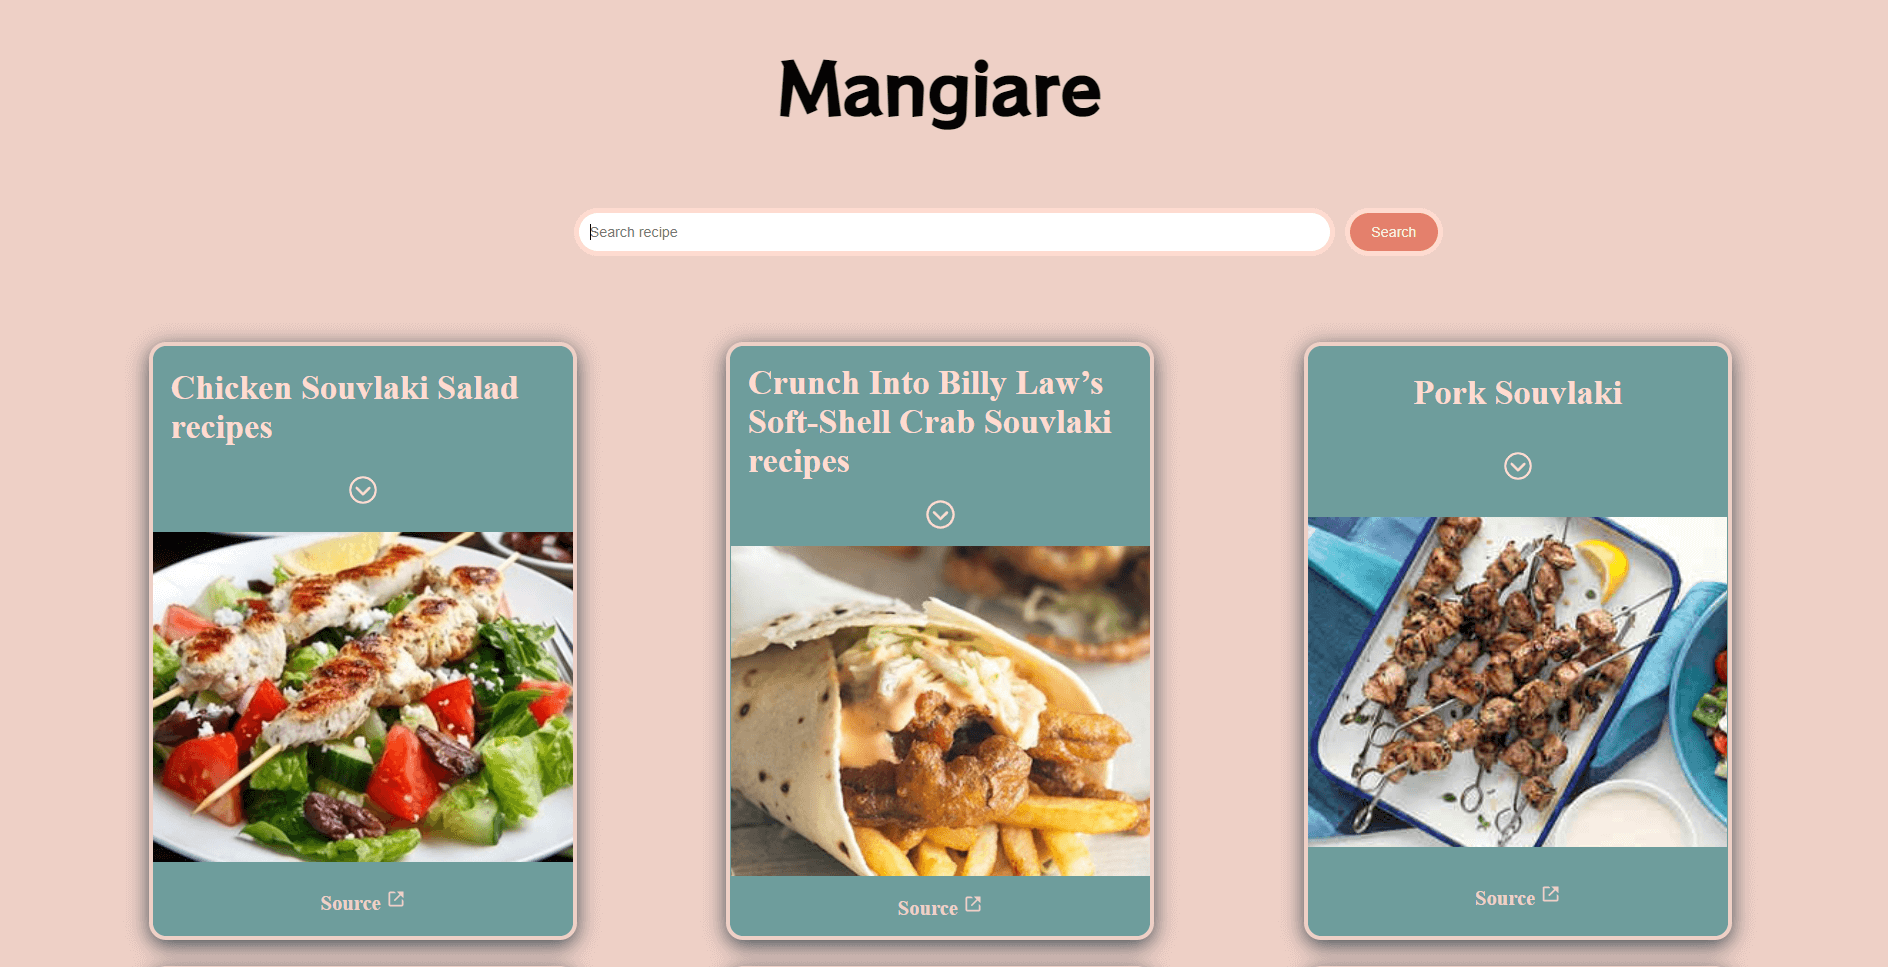 Mangiare
Search recipe
Search
Chicken Souvlaki Salad
recipes
Source
Crunch Into Billy Law’s
Soft-Shell Crab Souvlaki
recipes
Source
Pork Souvlaki
Source